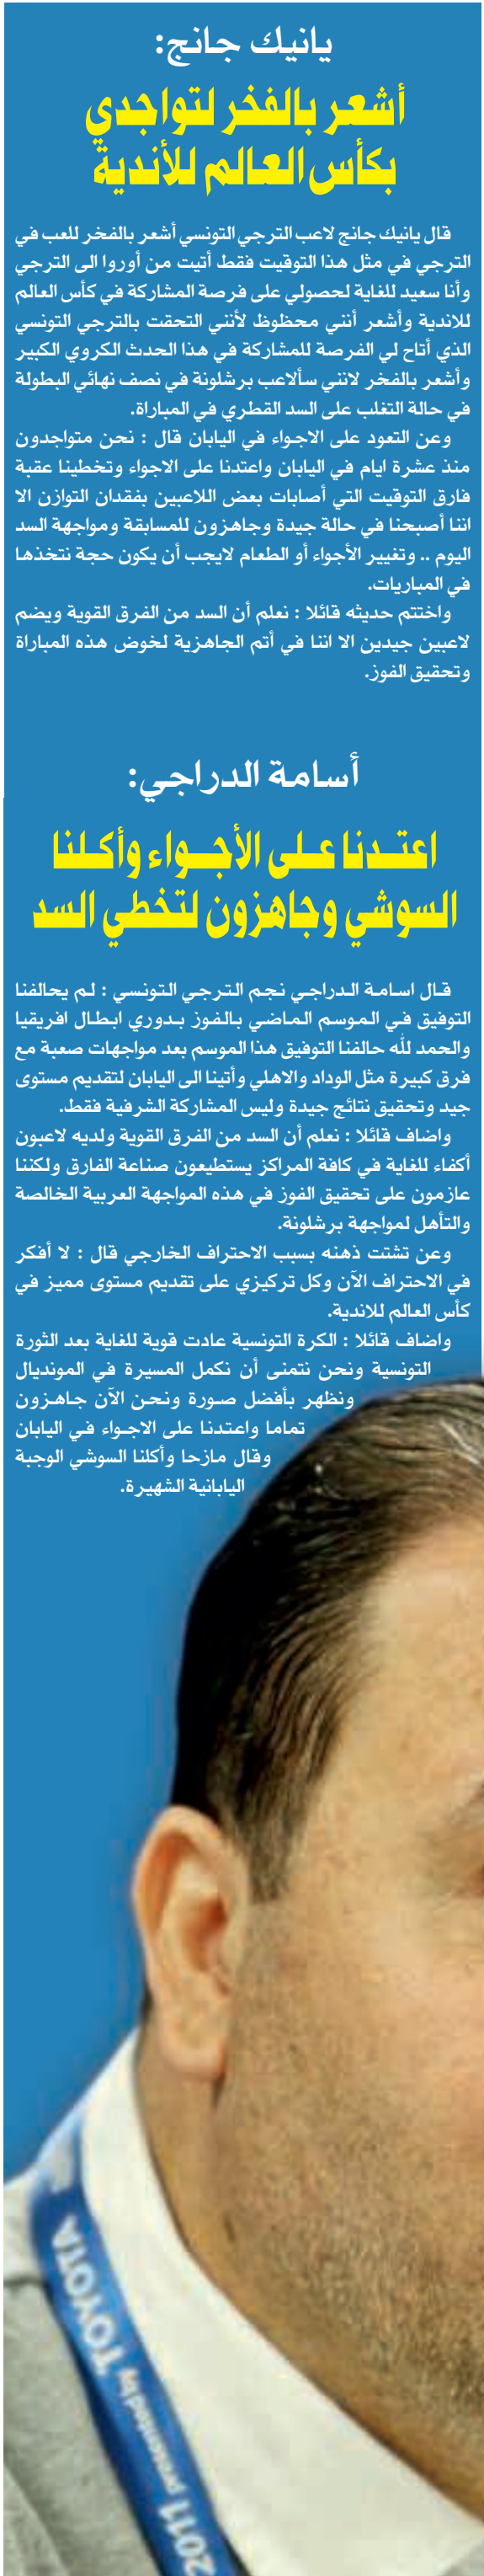 يانيك جانج:
أشعر بالفخر لتواجدي
بكأس العالم للأندية
قال يانيك جانج لاعب الترجي التونسي أشعر بالفخر للعب في
الترجي في مثل هذا التوقيت فقط أتيت من أوروا الى الترجي
وأنا سعيد للغاية لحصولي على فرصة المشاركة في كأس العالم
للاندية وأشعر أنني محظوظ لأنني التحقت بالترجي التونسي
الذي أتاح لي الفرصة للمشاركة في هذا الحدث الكروي الكبير
وأشعر بالفخر لانني سألاعب برشلونة في نصف نهائي البطولة
في حالة التغلب على السد القطري في المباراة.
وعن التعود على الاجواء في اليابان قال : نحن متواجدون
منذ عشرة ايام في اليابان واعتدنا على الاجواء وتخطينا عقبة
فارق التوقيت التي أصابات بعض اللاعبين بفقدان التوازن الا
اننا أصبحنا في حالة جيدة وجاهزون للمسابقة ومواجهة السد
اليوم .. وتغيير الأجواء أو الطعام لايجب أن يكون حجة نتخذها
في المباريات.
واختتم حديثه قائلا : نعلم أن السد من الفرق القوية ويضم
لاعبين جيدين الا اننا في أتم الجاهزية لخوض هذه المباراة
وتحقيق الفوز.
أسامة الدراجي:
اعتدنا على الأجواء وأكلنا
السوشي وجاهزون لتخطي السد
قال اسامة الدراجي نجم الترجي التونسي : لم يحالفنا
التوفيق في الموسم الماضي بالفوز بدوري ابطال افريقيا
والحمد لله حالفنا التوفيق هذا الموسم بعد مواجهات صعبة مع
فرق كبيرة مثل الوداد والاهلي وأتينا الى اليابان لتقديم مستوى
جيد وتحقيق نتائج جيدة وليس المشاركة الشرفية فقط.
واضاف قائلا : نعلم أن السد من الفرق القوية ولديه لاعبون
أكفاء للغاية في كافة المراكز يستطيعون صناعة الفارق ولكننا
عازمون على تحقيق الفوز في هذه المواجهة العربية الخالصة
والتأهل لمواجهة برشلونة.
وعن تشتت ذهنه بسبب الاحتراف الخارجي قال : لا أفكر
في الاحتراف الآن وكل تركيزي على تقديم مستوى مميز في
كأس العالم للاندية.
واضاف قائلا : الكرة التونسية عادت قوية للغاية بعد الثورة
التونسية ونحن نتمنى أن نكمل المسيرة في المونديال
ونظهر بأفضل صورة ونحن الآن جاهزون
تماما واعتدنا على الاجواء في اليابان
وقال مازحا وأكلنا السوشي الوجبة
اليابانية الشهيرة.
TOYOTA
2011 presented by TOYOTA